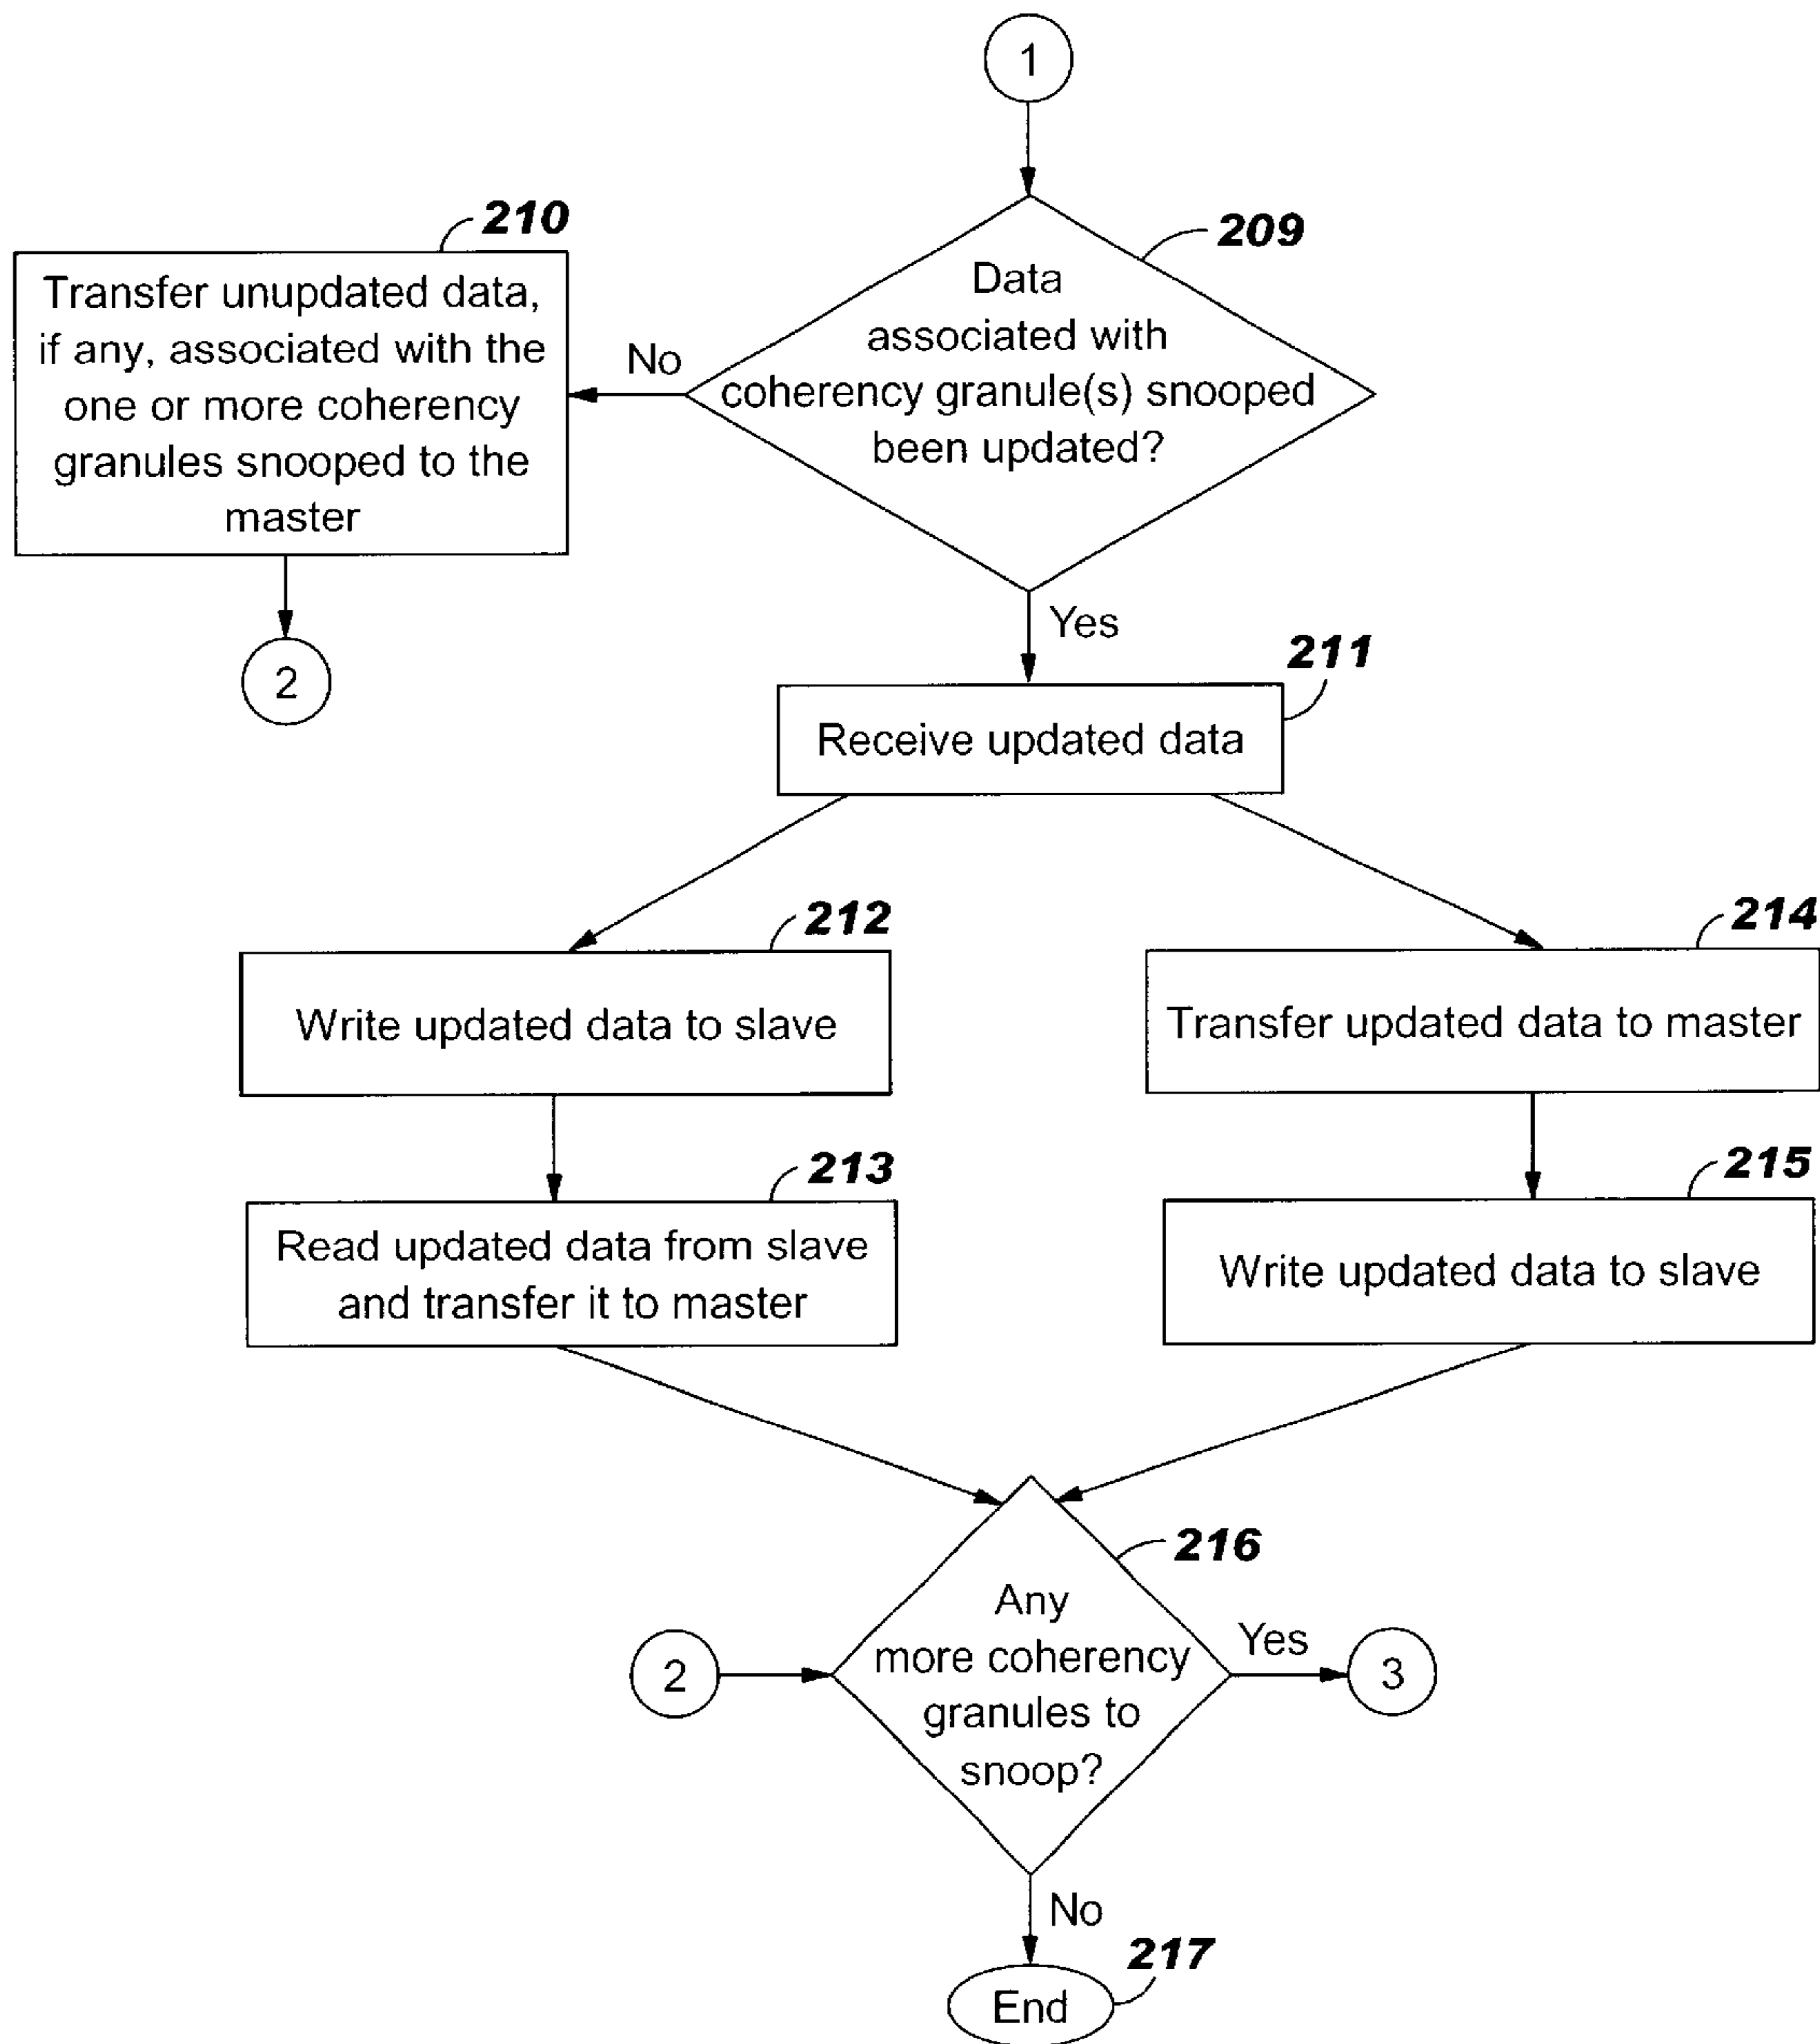 1
210
209
Transfer unupdated data,
if any, associated with the
one or more coherency
granules snooped to the
master
No
Data
associated with
coherency granule(s) snooped
been updated?
2
Yes
211
Receive updated data
212
214
Write updated data to slave
Transfer updated data to master
213
215
Read updated data from slave
and transfer it to master
Write updated data to slave
216
2
Any
more coherency
granules to
snoop?
Yes
3
No
217
End